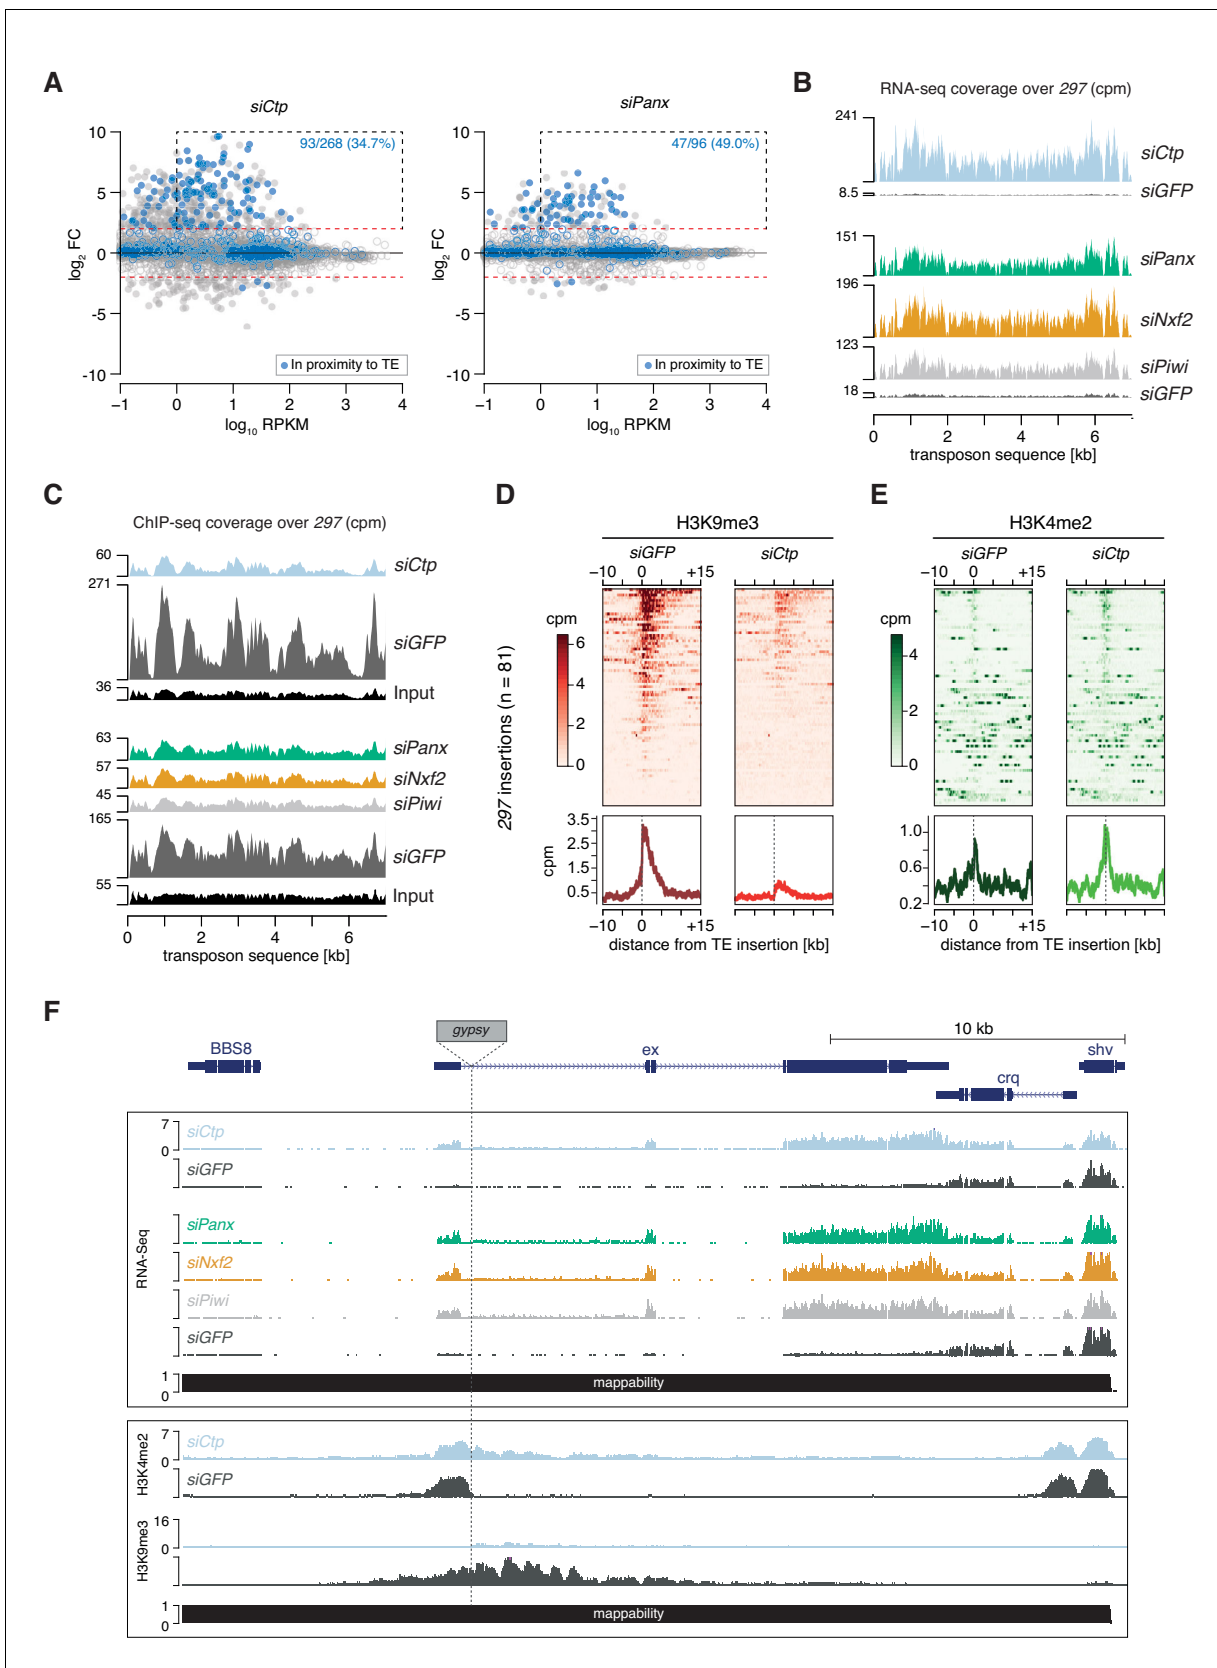 A
siCtp
siPanx
10
5
0
-5
-10
log2 FC
93/268 (34.7%)
In proximity to TE
-1 0 1 2 3 4
log10 RPKM
10
5
0
-5
-10
log2 FC
47/96 (49.0%)
In proximity to TE
-1 0 1 2 3 4
log10 RPKM
B
RNA-seq coverage over 297 (cpm)
241
siCtp
8.5
siGFP
151
siPanx
196
siNxf2
123
siPiwi
18
siGFP
0 2 4 6
transposon sequence [kb]
C
ChIP-seq coverage over 297 (cpm)
60
siCtp
271
siGFP
36
Input
63
siPanx
57
siNxf2
45
siPiwi
165
siGFP
55
Input
0 2 4 6
transposon sequence [kb]
D
H3K9me3
siGFP siCtp
−10 0 +15
cpm
6
4
2
0
297 insertions (n = 81)
3.5
2.5
1.5
0.5
cpm
−10 0 +15
distance from TE insertion [kb]
E
H3K4me2
siGFP siCtp
−10 0 +15
cpm
4
2
0
1.0
0.6
0.2
−10 0 +15
distance from TE insertion [kb]
F
gypsy
10 kb
BBS8 ex shv
crq
RNA-Seq
7
0
siCtp
siGFP
siPanx
siNxf2
siPiwi
siGFP
1
0
mappability
H3K4me2
7
0
siCtp
siGFP
H3K9me3
16
0
1
0
mappability